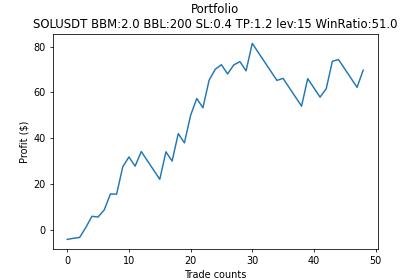 Portfolio
SOLUSDT BBM:2.0 BBL:200 SL:0.4 TP:1.2 lev:15 WinRatio:51.0
80
60
40
20
0
Profit ($)
0 10 20 30 40 50
Trade counts